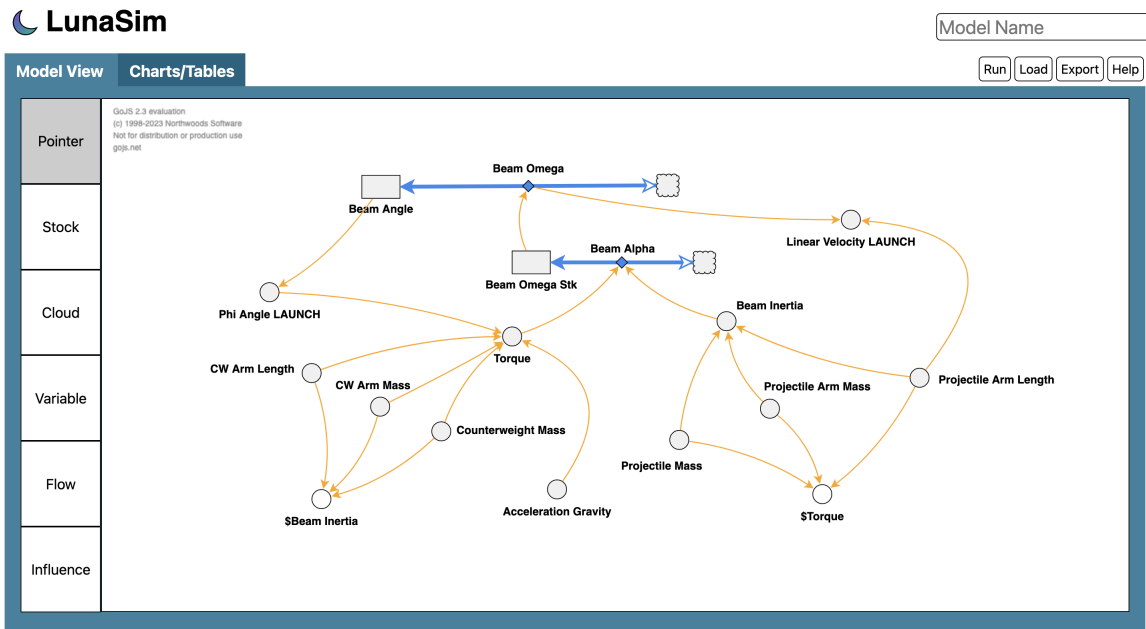 LunaSim
Model Name
Model View
Charts/Tables
Run
Load
Export
Help
GoJS 2.3 evaluation
(c) 1998-2023 Northwoods Software
Not for distribution or production use
gojs.net
Pointer
Stock
Cloud
Variable
Flow
Influence
Beam Omega
Beam Angle
Linear Velocity LAUNCH
Beam Alpha
Beam Omega Stk
Phi Angle LAUNCH
Beam Inertia
Torque
CW Arm Length
CW Arm Mass
Projectile Arm Mass
Projectile Arm Length
Counterweight Mass
Projectile Mass
Acceleration Gravity
$Beam Inertia
$Torque